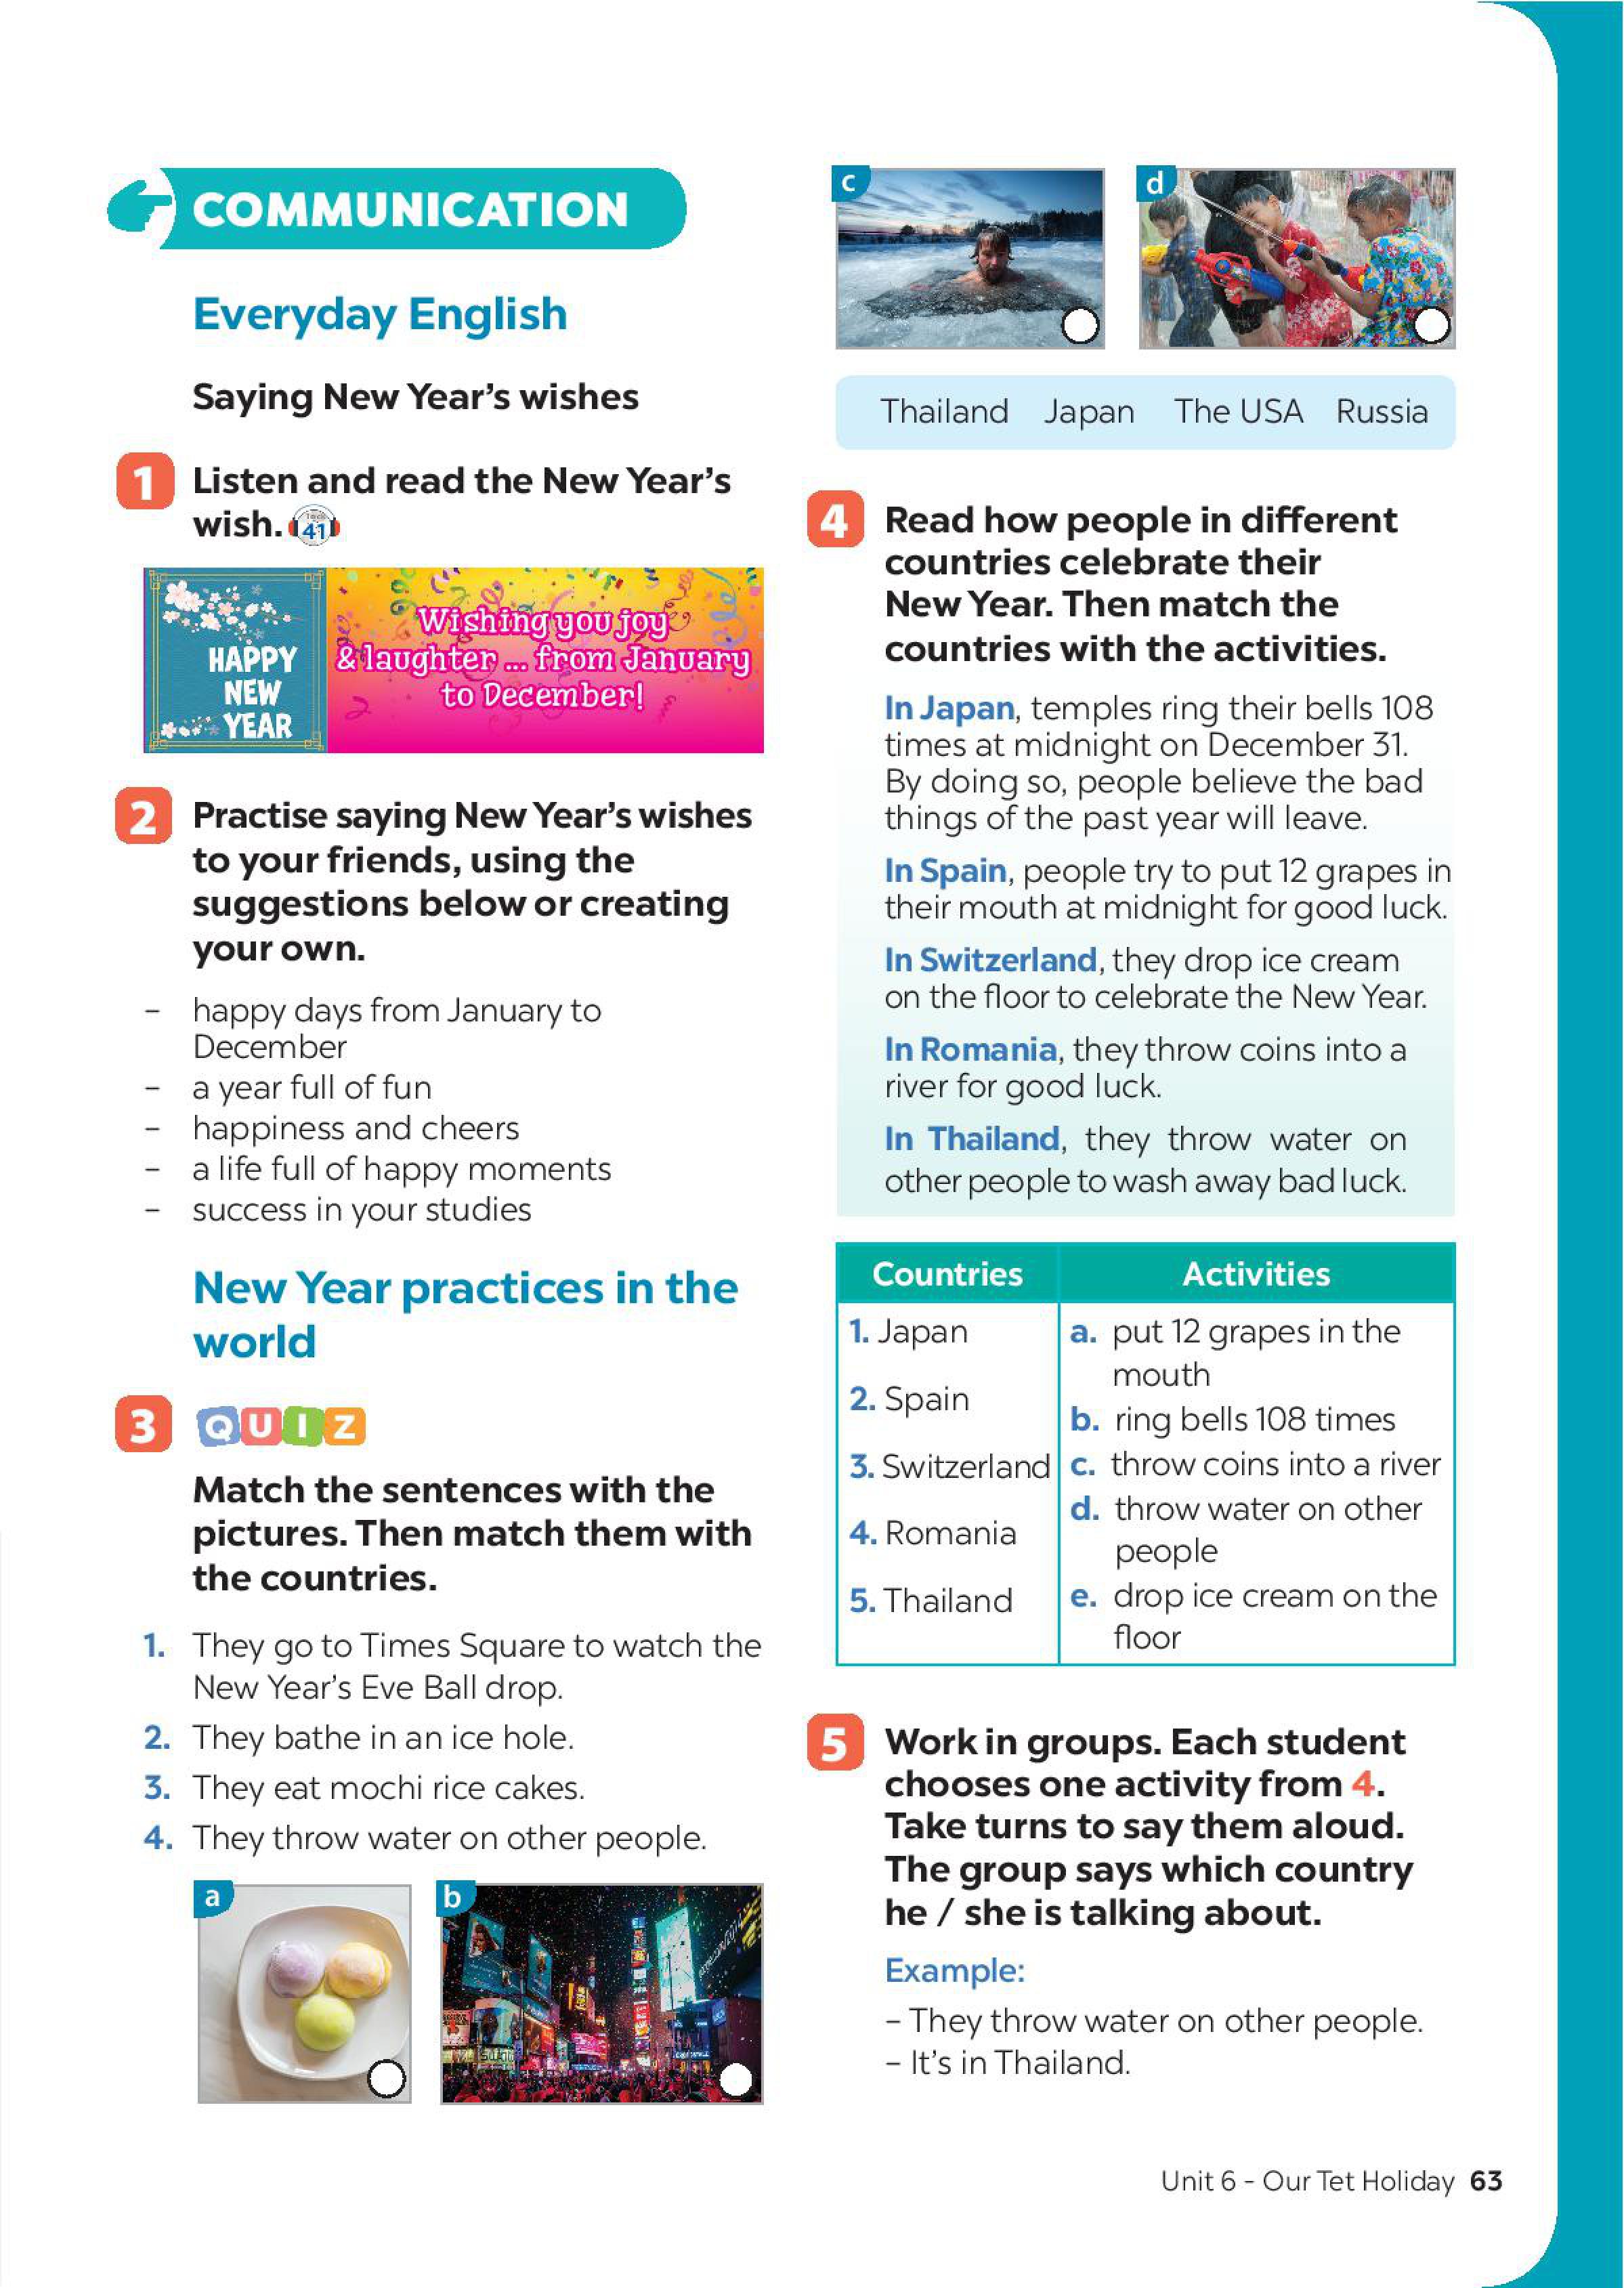 COMMUNICATION
Everyday English
Saying New Year's wishes
1 Listen and read the New Year's
wish. 41
HAPPY
NEW
YEAR
Wishing you joy
& laughter ... from January
to December!
2 Practise saying New Year's wishes
to your friends, using the
suggestions below or creating
your own.
– happy days from January to
December
– a year full of fun
– happiness and cheers
– a life full of happy moments
– success in your studies
New Year practices in the
world
3 QUIZ
Match the sentences with the
pictures. Then match them with
the countries.
1. They go to Times Square to watch the
New Year's Eve Ball drop.
2. They bathe in an ice hole.
3. They eat mochi rice cakes.
4. They throw water on other people.
a
b
c
d
Thailand Japan The USA Russia
4 Read how people in different
countries celebrate their
New Year. Then match the
countries with the activities.
In Japan, temples ring their bells 108
times at midnight on December 31.
By doing so, people believe the bad
things of the past year will leave.
In Spain, people try to put 12 grapes in
their mouth at midnight for good luck.
In Switzerland, they drop ice cream
on the floor to celebrate the New Year.
In Romania, they throw coins into a
river for good luck.
In Thailand, they throw water on
other people to wash away bad luck.
Countries
1. Japan
2. Spain
3. Switzerland
4. Romania
5. Thailand
Activities
a. put 12 grapes in the
mouth
b. ring bells 108 times
c. throw coins into a river
d. throw water on other
people
e. drop ice cream on the
floor
5 Work in groups. Each student
chooses one activity from 4.
Take turns to say them aloud.
The group says which country
he / she is talking about.
Example:
– They throw water on other people.
– It's in Thailand.
Unit 6 - Our Tet Holiday 63